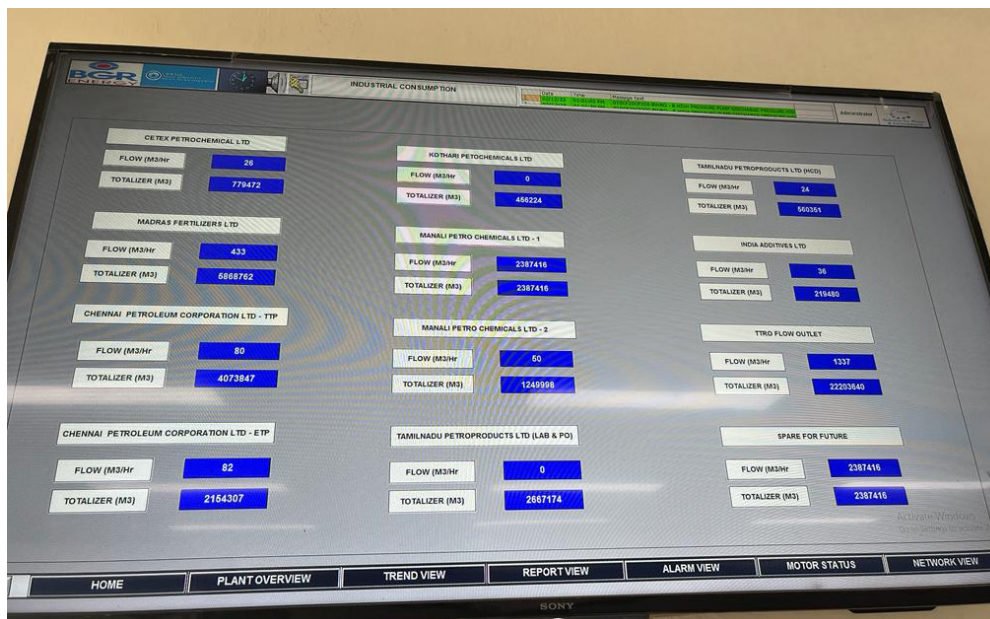 BGR
ENERGY
INDUSTRIAL CONSUMPTION
Date Time Message Text
CETEX PETROCHEMICAL LTD
FLOW (M3/Hr 26
TOTALIZER (M3) 779472
MADRAS FERTILIZERS LTD
FLOW (M3/Hr 433
TOTALIZER (M3) 5868762
CHENNAI PETROLEUM CORPORATION LTD - TTP
FLOW (M3/Hr 80
TOTALIZER (M3) 4073847
CHENNAI PETROLEUM CORPORATION LTD - ETP
FLOW (M3/Hr 82
TOTALIZER (M3) 2154307
KOTHARI PETOCHEMICALS LTD
FLOW (M3/Hr 0
TOTALIZER (M3) 456224
MANALI PETRO CHEMICALS LTD - 1
FLOW (M3/Hr 2387416
TOTALIZER (M3) 2387416
MANALI PETRO CHEMICALS LTD - 2
FLOW (M3/Hr 50
TOTALIZER (M3) 1249998
TAMILNADU PETROPRODUCTS LTD (LAB & PO)
FLOW (M3/Hr 0
TOTALIZER (M3) 2667174
TAMILNADU PETROPRODUCTS LTD (HCD)
FLOW (M3/Hr 24
TOTALIZER (M3) 560351
INDIA ADDITIVES LTD
FLOW (M3/Hr 36
TOTALIZER (M3) 219480
TTRO FLOW OUTLET
FLOW (M3/Hr 1337
TOTALIZER (M3) 22203640
SPARE FOR FUTURE
FLOW (M3/Hr 2387416
TOTALIZER (M3) 2387416
Activate Windows
HOME PLANT OVERVIEW TREND VIEW REPORT VIEW ALARM VIEW MOTOR STATUS NETWORK VIEW
SONY